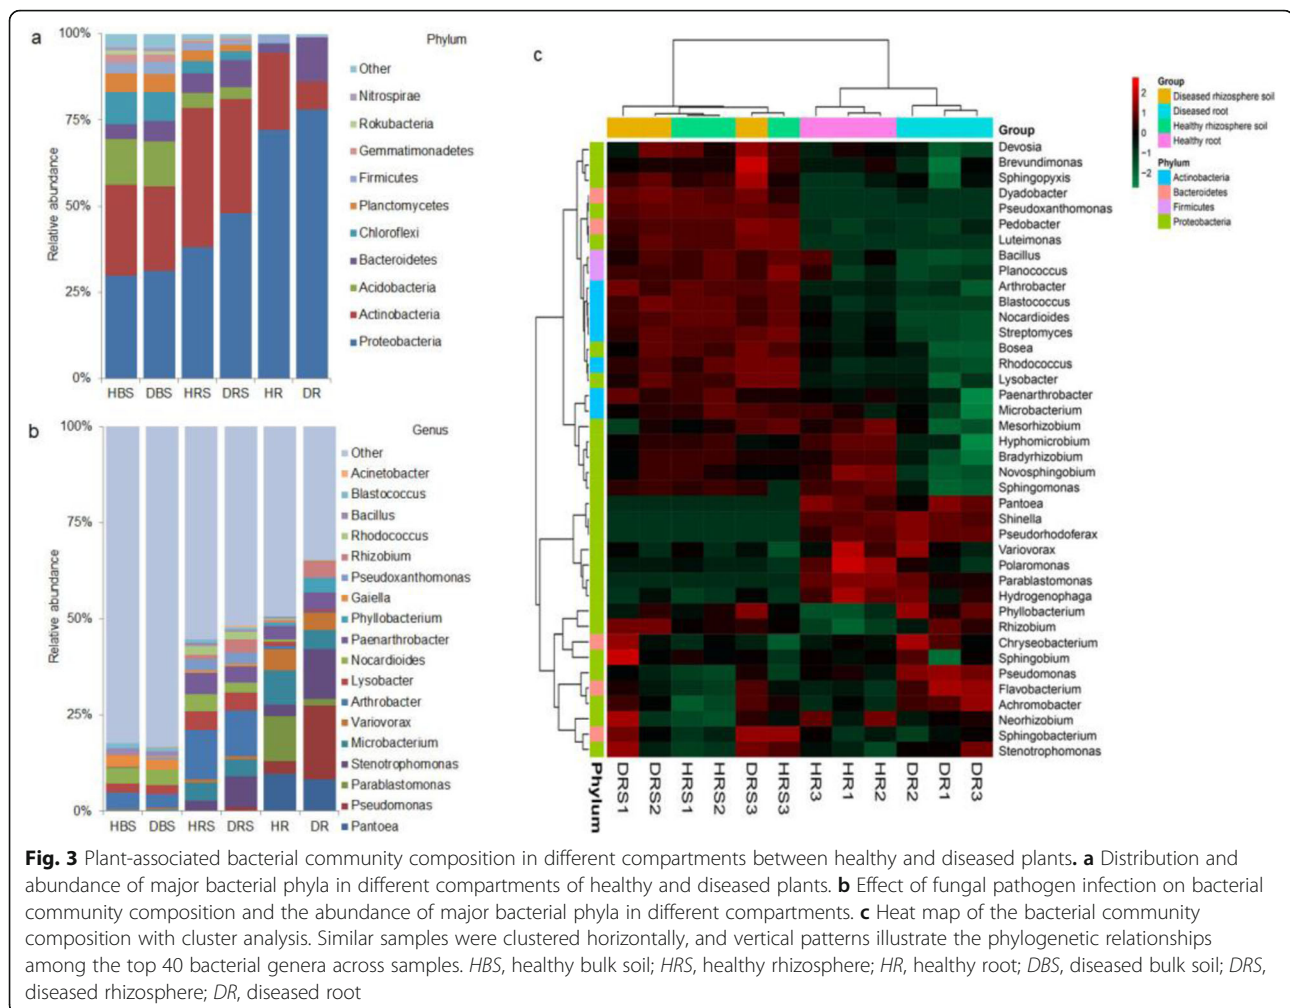 a
Phylum
100%
75%
50%
25%
0%
Relative abundance
HBS DBS HRS DRS HR DR
Other
Nitrospirae
Rokubacteria
Gemmatimonadetes
Firmicutes
Planctomycetes
Chloroflexi
Bacteroidetes
Acidobacteria
Actinobacteria
Proteobacteria
b
Genus
100%
75%
50%
25%
0%
Relative abundance
HBS DBS HRS DRS HR DR
Other
Acinetobacter
Blastococcus
Bacillus
Rhodococcus
Rhizobium
Pseudoxanthomonas
Gaiella
Phyllobacterium
Paenarthrobacter
Nocardioides
Lysobacter
Arthrobacter
Variovorax
Microbacterium
Stenotrophomonas
Parablastomonas
Pseudomonas
Pantoea
c
Group
Devosia
Brevundimonas
Sphingopyxis
Dyadobacter
Pseudoxanthomonas
Pedobacter
Luteimonas
Bacillus
Planococcus
Arthrobacter
Blastococcus
Nocardioides
Streptomyces
Bosea
Rhodococcus
Lysobacter
Paenarthrobacter
Microbacterium
Mesorhizobium
Hyphomicrobium
Bradyrhizobium
Novosphingobium
Sphingomonas
Pantoea
Shinella
Pseudorhodoferax
Variovorax
Polaromonas
Parablastomonas
Hydrogenophaga
Phyllobacterium
Rhizobium
Chryseobacterium
Sphingobium
Pseudomonas
Flavobacterium
Achromobacter
Neorhizobium
Sphingobacterium
Stenotrophomonas
Phylum
DRS1 DRS2 HRS1 HRS2 DRS3 HRS3 HR3 HR1 HR2 DR2 DR1 DR3
2
1
0
−1
−2
Group
Diseased rhizosphere soil
Diseased root
Healthy rhizosphere soil
Healthy root
Phylum
Actinobacteria
Bacteroidetes
Firmicutes
Proteobacteria
Fig. 3 Plant-associated bacterial community composition in different compartments between healthy and diseased plants. a Distribution and
abundance of major bacterial phyla in different compartments of healthy and diseased plants. b Effect of fungal pathogen infection on bacterial
community composition and the abundance of major bacterial phyla in different compartments. c Heat map of the bacterial community
composition with cluster analysis. Similar samples were clustered horizontally, and vertical patterns illustrate the phylogenetic relationships
among the top 40 bacterial genera across samples. HBS, healthy bulk soil; HRS, healthy rhizosphere; HR, healthy root; DBS, diseased bulk soil; DRS,
diseased rhizosphere; DR, diseased root